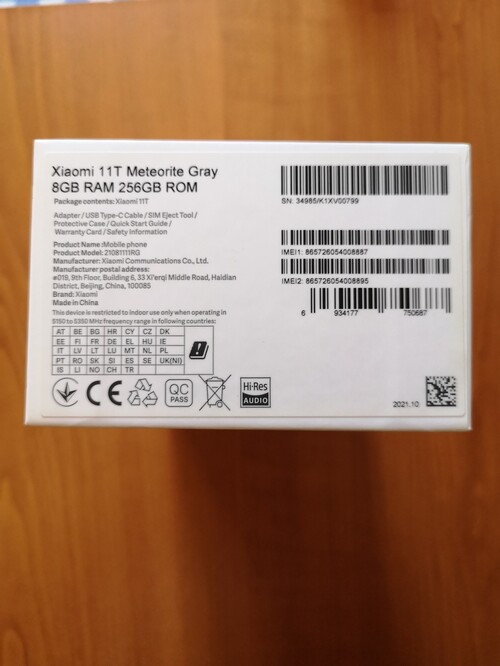 Xiaomi 11T Meteorite Gray
8GB RAM 256GB ROM
Package contents: Xiaomi 11T
Adapter / USB Type-C Cable / SIM Eject Tool /
Protective Case / Quick Start Guide /
Warranty Card / Safety Information
Product Name:Mobile phone
Product Model: 21081111RG
Manufacturer: Xiaomi Communications Co., Ltd.
Manufacturer postal address:
#019, 9th Floor, Building 6, 33 Xi'erqi Middle Road, Haidian
District, Beijing, China, 100085
Brand: Xiaomi
Made in China
This device is restricted to indoor use only when operating in
5150 to 5350 MHz frequency range in following countries:
AT BE BG HR CY CZ DK
EE FI FR DE EL HU IE
IT LV LT LU MT NL PL
PT RO SK SI ES SE UK(NI)
IS LI NO CH TR
CE
QC
PASS
Hi-Res
AUDIO
SN: 34985/K1XV00799
IMEI1: 865726054008887
IMEI2: 865726054008895
6 934177 750687
2021.10